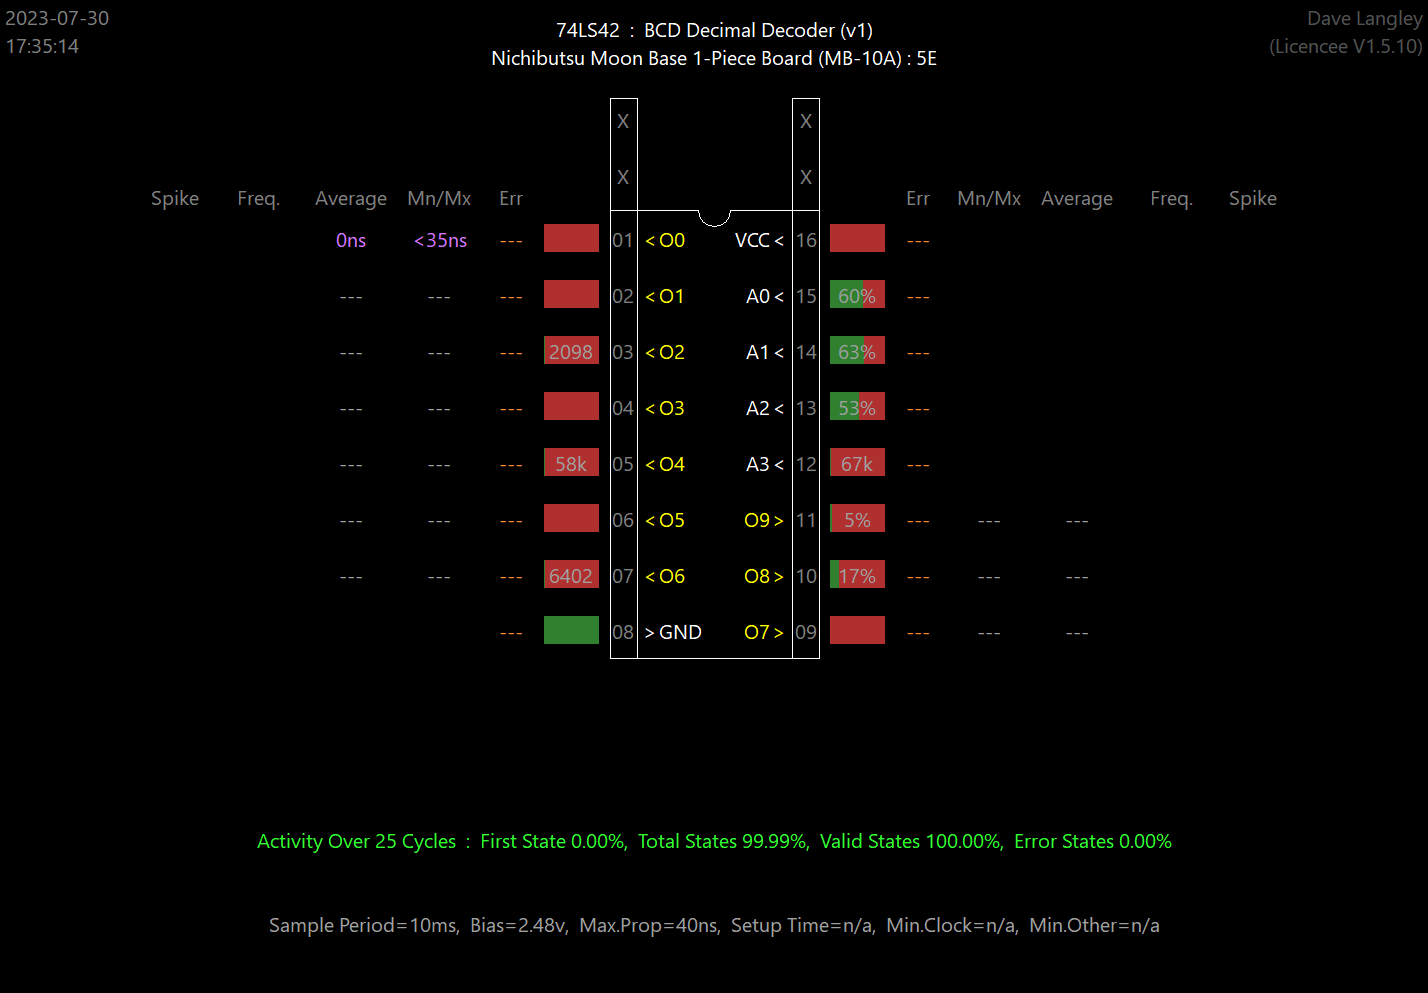 2023-07-30
17:35:14
74LS42 : BCD Decimal Decoder (v1)
Nichibutsu Moon Base 1-Piece Board (MB-10A) : 5E
Dave Langley
(Licencee V1.5.10)
X X
X X
Spike Freq. Average Mn/Mx Err Err Mn/Mx Average Freq. Spike
0ns <35ns --- 01 <O0 VCC< 16 ---
--- --- --- 02 <O1 A0< 15 60% ---
--- --- --- 2098 03 <O2 A1< 14 63% ---
--- --- --- 04 <O3 A2< 13 53% ---
--- --- --- 58k 05 <O4 A3< 12 67k ---
--- --- --- 06 <O5 O9> 11 5% --- --- ---
--- --- --- 6402 07 <O6 O8> 10 17% --- --- ---
--- 08 >GND O7> 09 --- --- ---
Activity Over 25 Cycles : First State 0.00%, Total States 99.99%, Valid States 100.00%, Error States 0.00%
Sample Period=10ms, Bias=2.48v, Max.Prop=40ns, Setup Time=n/a, Min.Clock=n/a, Min.Other=n/a